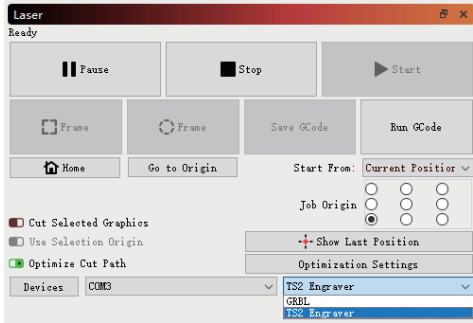 Laser
Ready
Pause Stop Start
Frame Frame Save GCode Run GCode
Home Go to Origin Start From: Current Position
Job Origin
Cut Selected Graphics
Use Selection Origin Show Last Position
Optimize Cut Path Optimization Settings
Devices COM3 TS2 Engraver
GRBL
TS2 Engraver